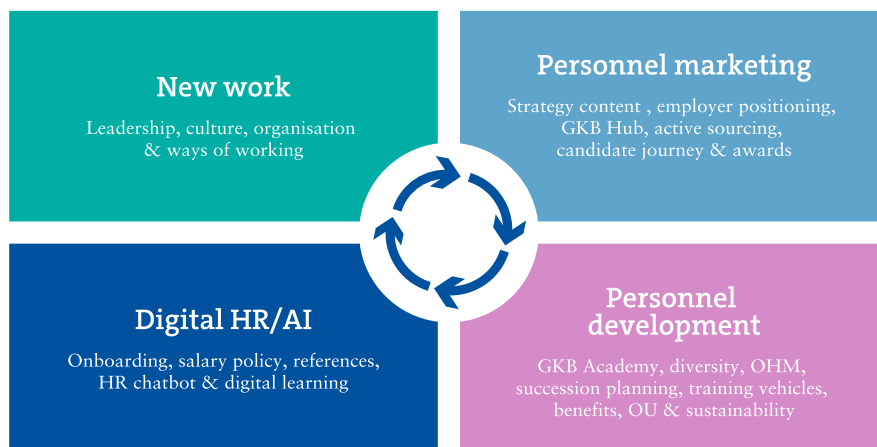 New work
Leadership, culture, organisation
& ways of working
Personnel marketing
Strategy content , employer positioning,
GKB Hub, active sourcing,
candidate journey & awards
Digital HR/AI
Onboarding, salary policy, references,
HR chatbot & digital learning
Personnel
development
GKB Academy, diversity, OHM,
succession planning, training vehicles,
benefits, OU & sustainability